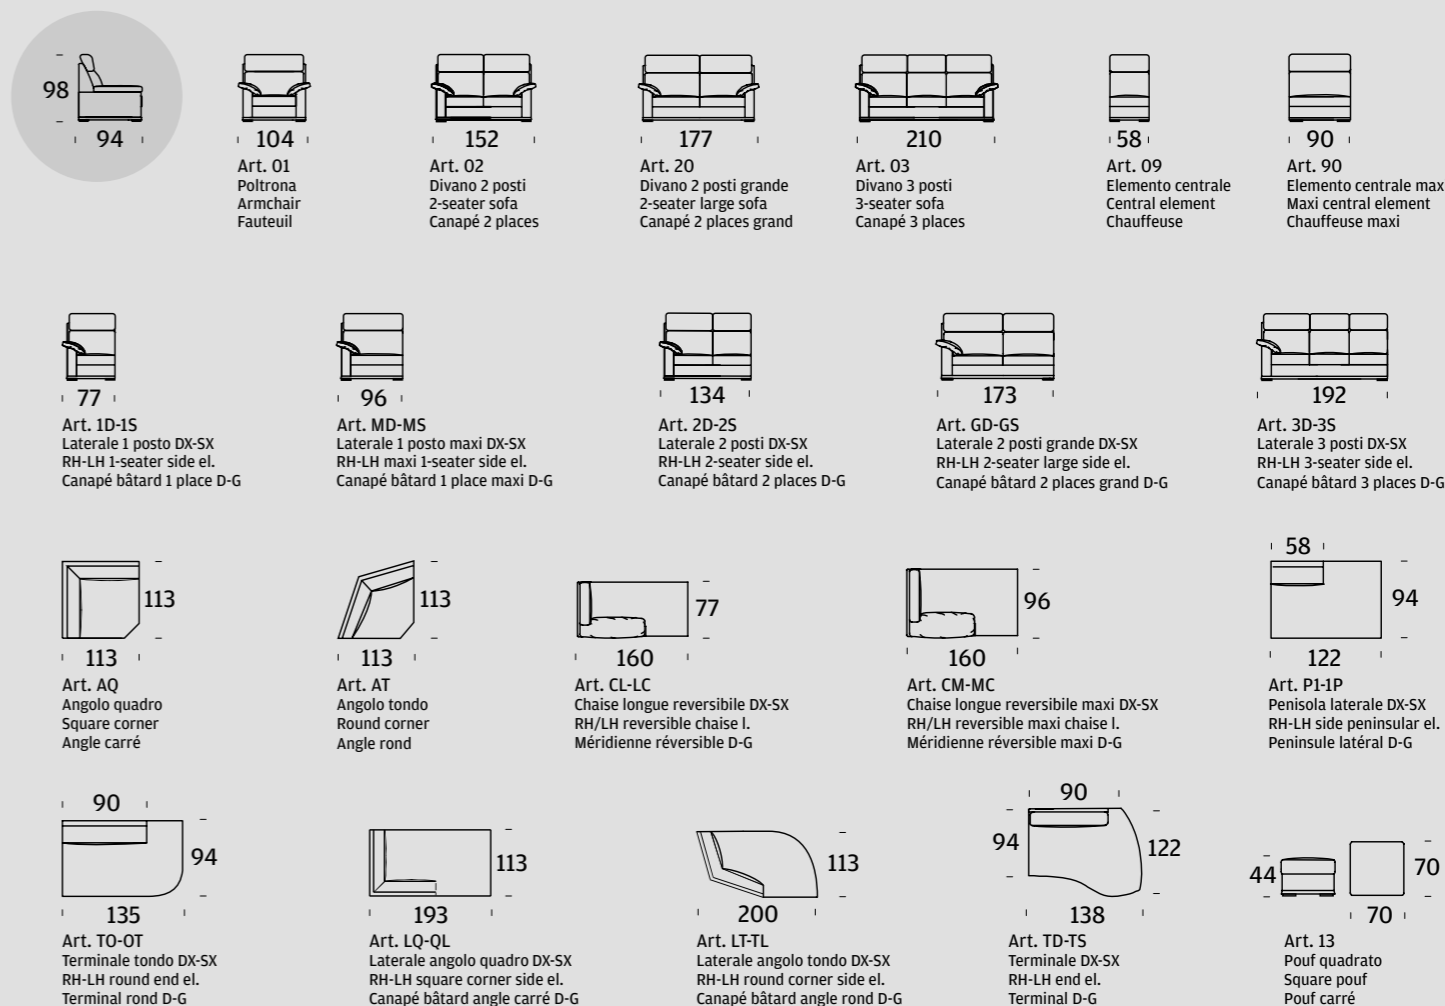 98
94
104
Art. 01
Poltrona
Armchair
Fauteuil
152
Art. 02
Divano 2 posti
2-seater sofa
Canapé 2 places
177
Art. 20
Divano 2 posti grande
2-seater large sofa
Canapé 2 places grand
210
Art. 03
Divano 3 posti
3-seater sofa
Canapé 3 places
58
Art. 09
Elemento centrale
Central element
Chauffeuse
90
Art. 90
Elemento centrale maxi
Maxi central element
Chauffeuse maxi
77
Art. 1D-1S
Laterale 1 posto DX-SX
RH-LH 1-seater side el.
Canapé bâtard 1 place D-G
96
Art. MD-MS
Laterale 1 posto maxi DX-SX
RH-LH maxi 1-seater side el.
Canapé bâtard 1 place maxi D-G
134
Art. 2D-2S
Laterale 2 posti DX-SX
RH-LH 2-seater side el.
Canapé bâtard 2 places D-G
173
Art. GD-GS
Laterale 2 posti grande DX-SX
RH-LH 2-seater large side el.
Canapé bâtard 2 places grand D-G
192
Art. 3D-3S
Laterale 3 posti DX-SX
RH-LH 3-seater side el.
Canapé bâtard 3 places D-G
113
113
Art. AQ
Angolo quadro
Square corner
Angle carré
113
113
Art. AT
Angolo tondo
Round corner
Angle rond
77
160
Art. CL-LC
Chaise longue reversibile DX-SX
RH/LH reversible chaise l.
Méridienne réversible D-G
96
160
Art. CM-MC
Chaise longue reversibile maxi DX-SX
RH/LH reversible maxi chaise l.
Méridienne réversible maxi D-G
58
94
122
Art. P1-1P
Penisola laterale DX-SX
RH-LH side peninsular el.
Peninsule latéral D-G
90
94
135
Art. TO-OT
Terminale tondo DX-SX
RH-LH round end el.
Terminal rond D-G
113
193
Art. LQ-QL
Laterale angolo quadro DX-SX
RH-LH square corner side el.
Canapé bâtard angle carré D-G
113
200
Art. LT-TL
Laterale angolo tondo DX-SX
RH-LH round corner side el.
Canapé bâtard angle rond D-G
90
94
122
138
Art. TD-TS
Terminale DX-SX
RH-LH end el.
Terminal D-G
44
70
70
Art. 13
Pouf quadrato
Square pouf
Pouf carré